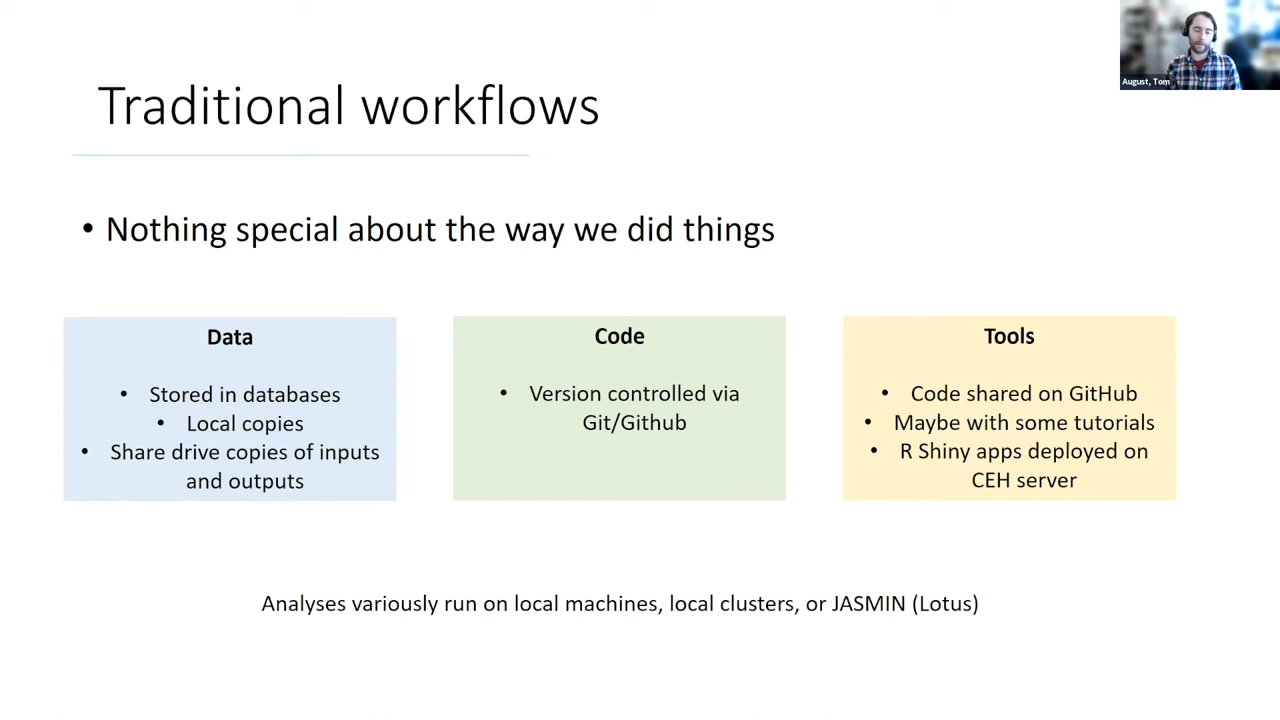 August, Tom
Traditional workflows
• Nothing special about the way we did things
Data
• Stored in databases
• Local copies
• Share drive copies of inputs
and outputs
Code
• Version controlled via
Git/Github
Tools
• Code shared on GitHub
• Maybe with some tutorials
• R Shiny apps deployed on
CEH server
Analyses variously run on local machines, local clusters, or JASMIN (Lotus)